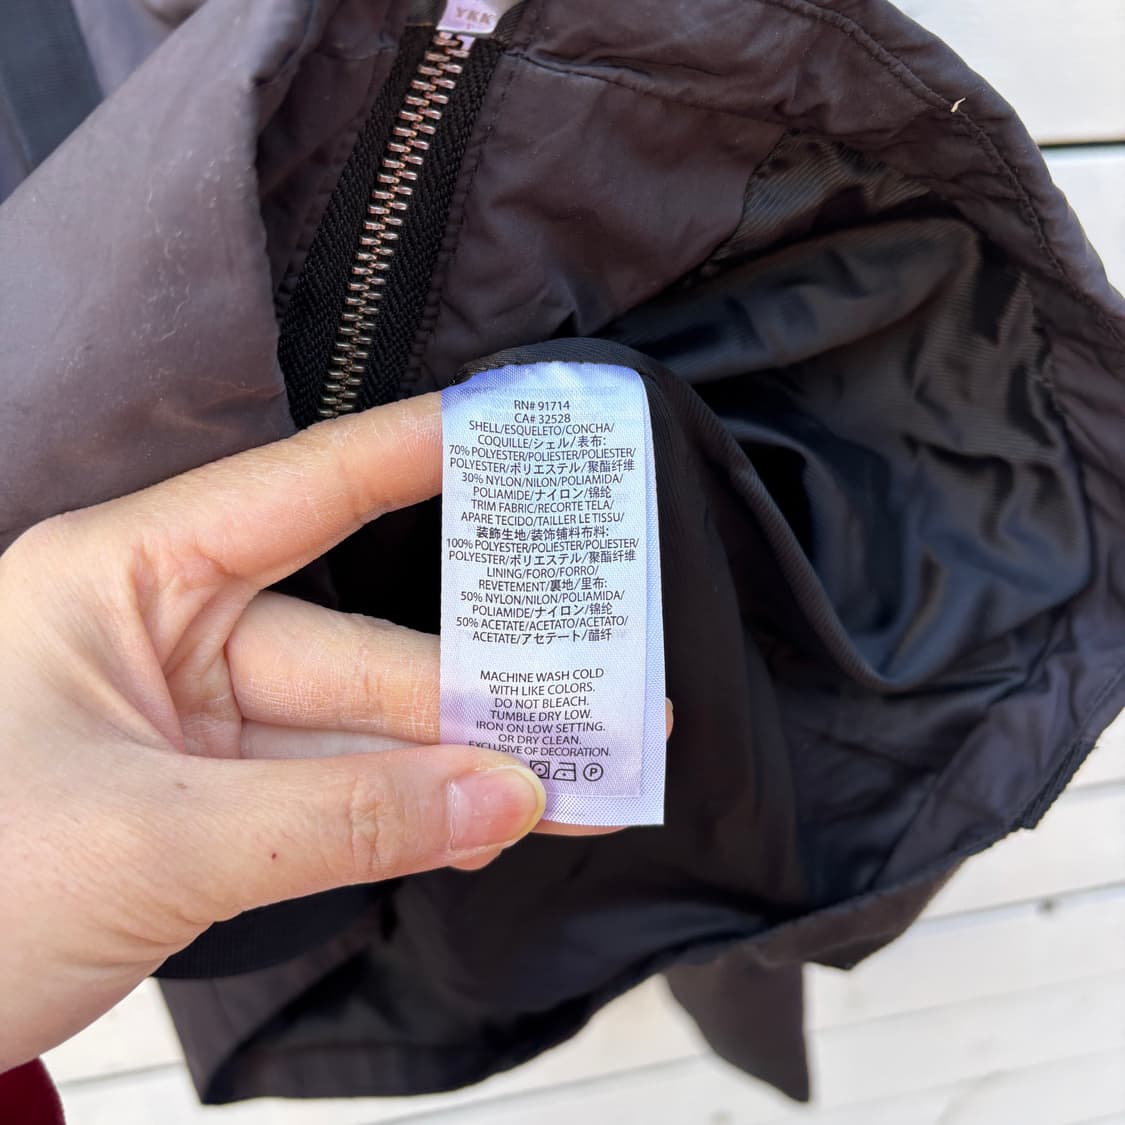 YKK
RN# 91714
CA# 32528
SHELL/ESQUELETO/CONCHA/
COQUILLE/シェル/表布:
70% POLYESTER/POLIESTER/POLIESTER/
POLYESTER/ポリエステル/聚酯纤维
30% NYLON/NILON/POLIAMIDA/
POLIAMIDE/ナイロン/锦纶
TRIM FABRIC/RECORTE TELA/
APARE TECIDO/TAILLER LE TISSU/
装飾生地/装饰辅料布料:
100% POLYESTER/POLIESTER/POLIESTER/
POLYESTER/ポリエステル/聚酯纤维
LINING/FORO/FORRO/
REVETEMENT/裏地/里布:
50% NYLON/NILON/POLIAMIDA/
POLIAMIDE/ナイロン/锦纶
50% ACETATE/ACETATO/ACETATO/
ACETATE/アセテート/醋纤
MACHINE WASH COLD
WITH LIKE COLORS.
DO NOT BLEACH.
TUMBLE DRY LOW.
IRON ON LOW SETTING.
OR DRY CLEAN.
EXCLUSIVE OF DECORATION.
P